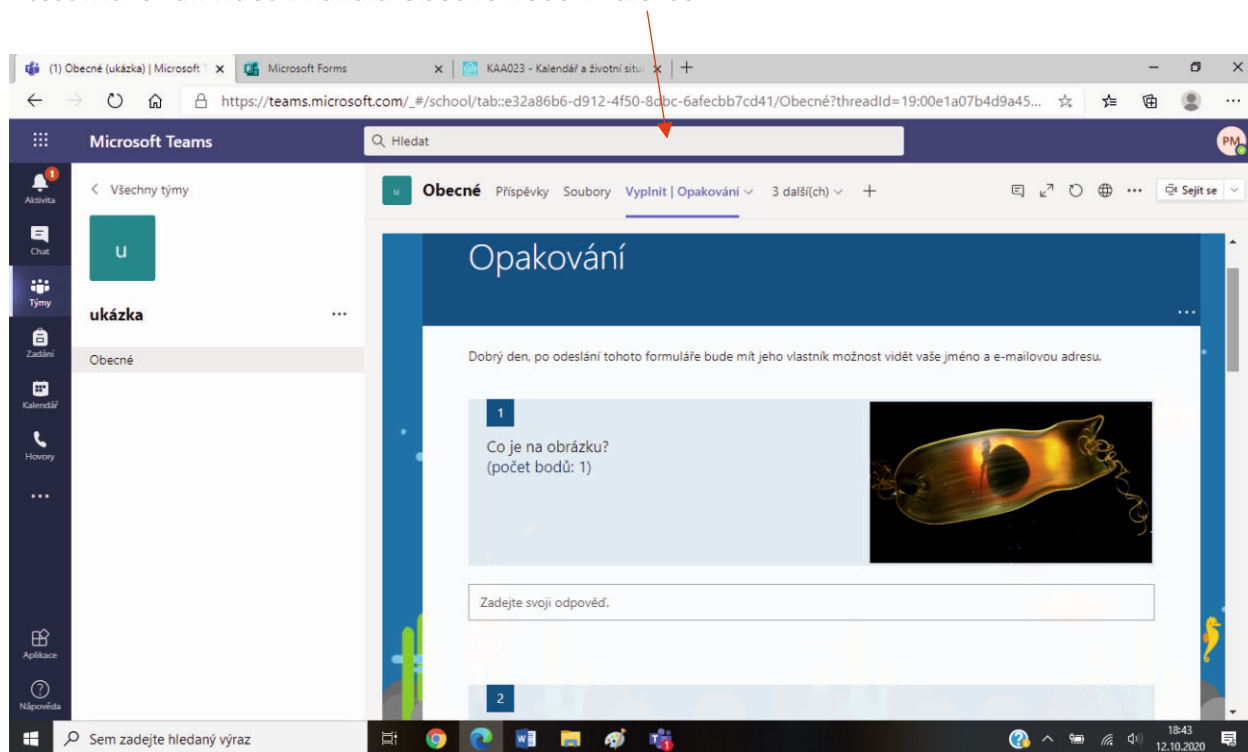 (1) Obecné (ukázka) | Microsoft T
Microsoft Forms
KAA023 - Kalendář a životní situ
https://teams.microsoft.com/_#/school/tab::e32a86b6-d912-4f50-8dbc-6afecbb7cd41/Obecné?threadId=19:00e1a07b4d9a45...
Microsoft Teams
Hledat
PM
1
Aktivita
Chat
Týmy
Zadání
Kalendář
Hovory
Aplikace
Nápověda
Všechny týmy
u
ukázka
Obecné
u
Obecné Příspěvky Soubory Vyplnit | Opakování 3 další(ch)
Sejít se
Opakování
Dobrý den, po odeslání tohoto formuláře bude mít jeho vlastník možnost vidět vaše jméno a e-mailovou adresu.
1
Co je na obrázku?
(počet bodů: 1)
Zadejte svoji odpověď.
2
Sem zadejte hledaný výraz
18:43
12.10.2020